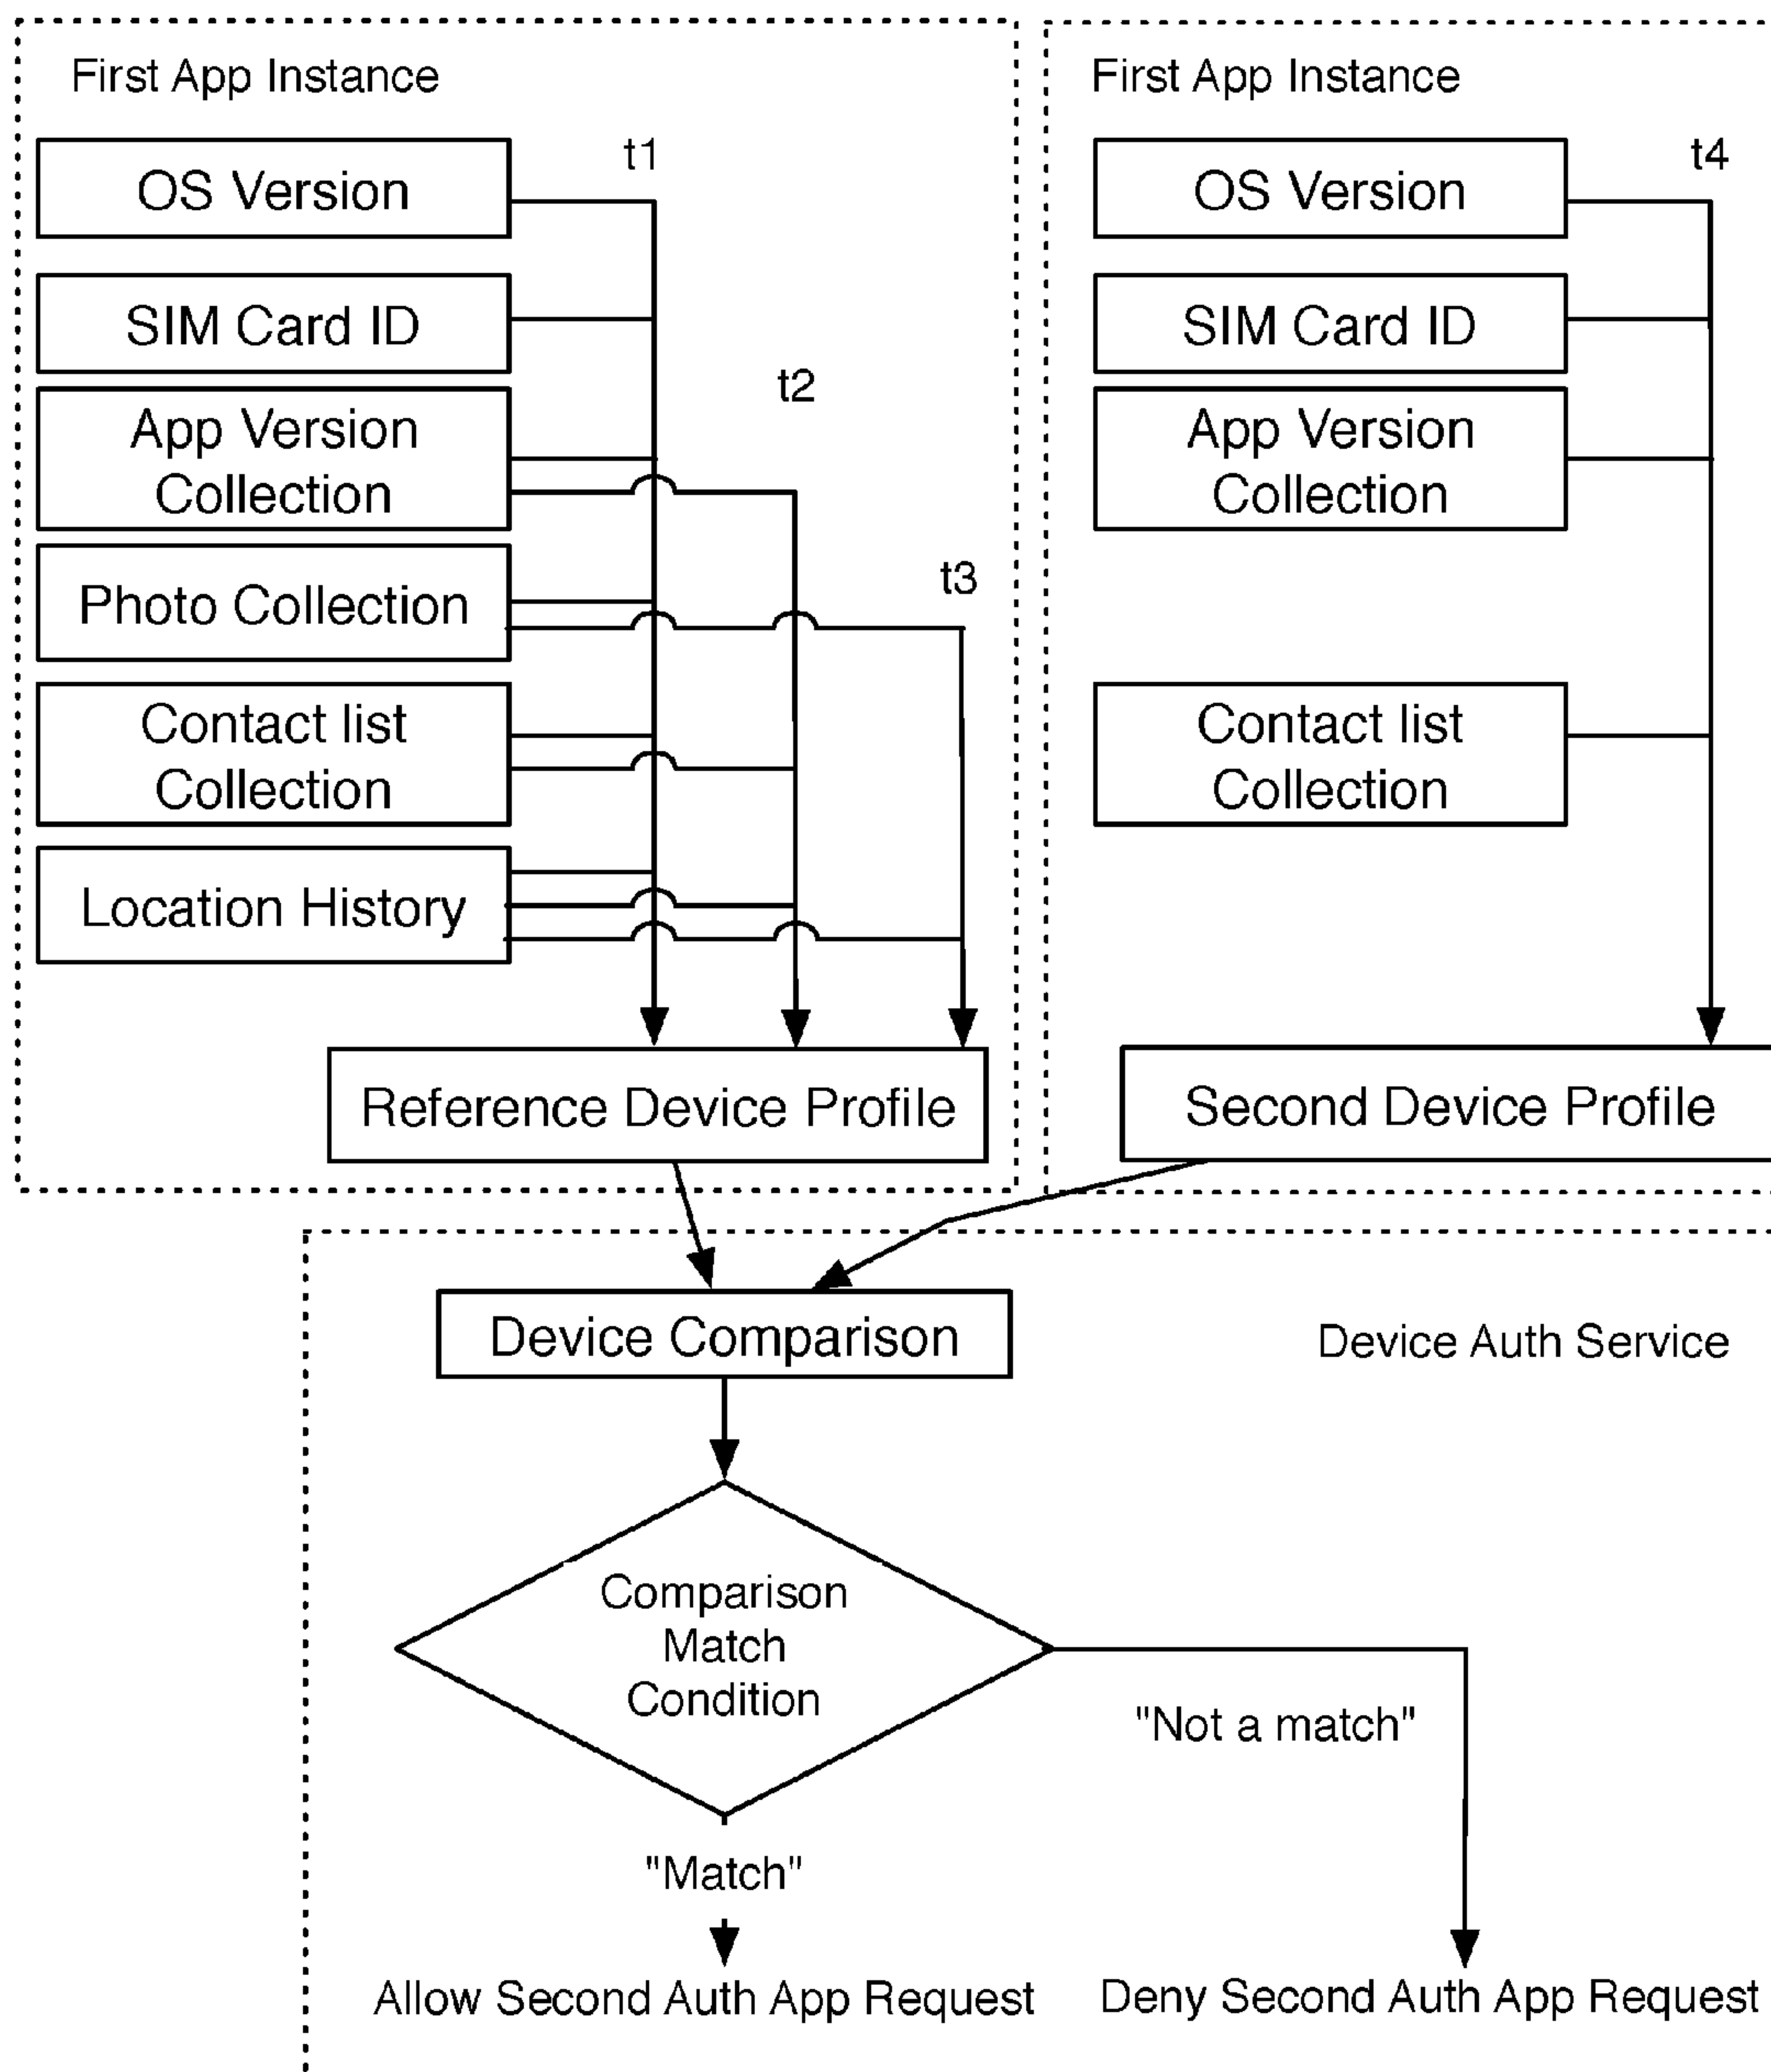 First App Instance
t1
OS Version
SIM Card ID
t2
App Version
Collection
t3
Photo Collection
Contact list
Collection
Location History
Reference Device Profile
First App Instance
t4
OS Version
SIM Card ID
App Version
Collection
Contact list
Collection
Second Device Profile
Device Comparison
Device Auth Service
Comparison
Match
Condition
"Not a match"
"Match"
Allow Second Auth App Request
Deny Second Auth App Request